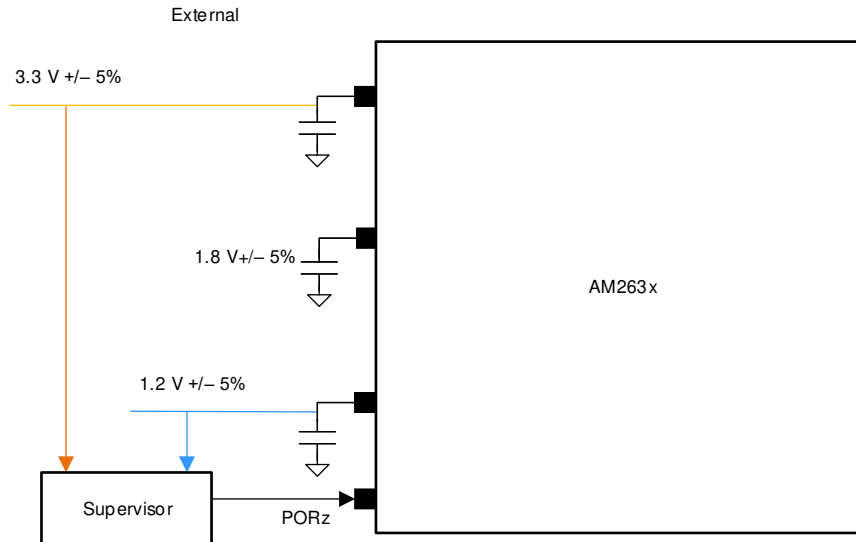 External
3.3 V +/– 5%
1.8 V+/– 5%
AM263x
1.2 V +/– 5%
Supervisor
PORz